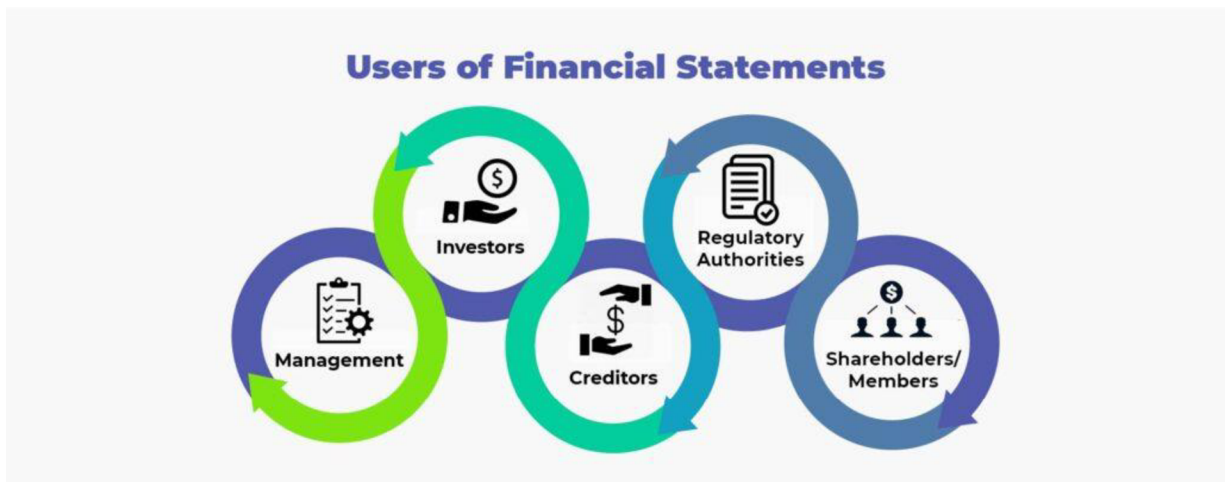 Users of Financial Statements
Management
Investors
Creditors
Regulatory
Authorities
Shareholders/
Members